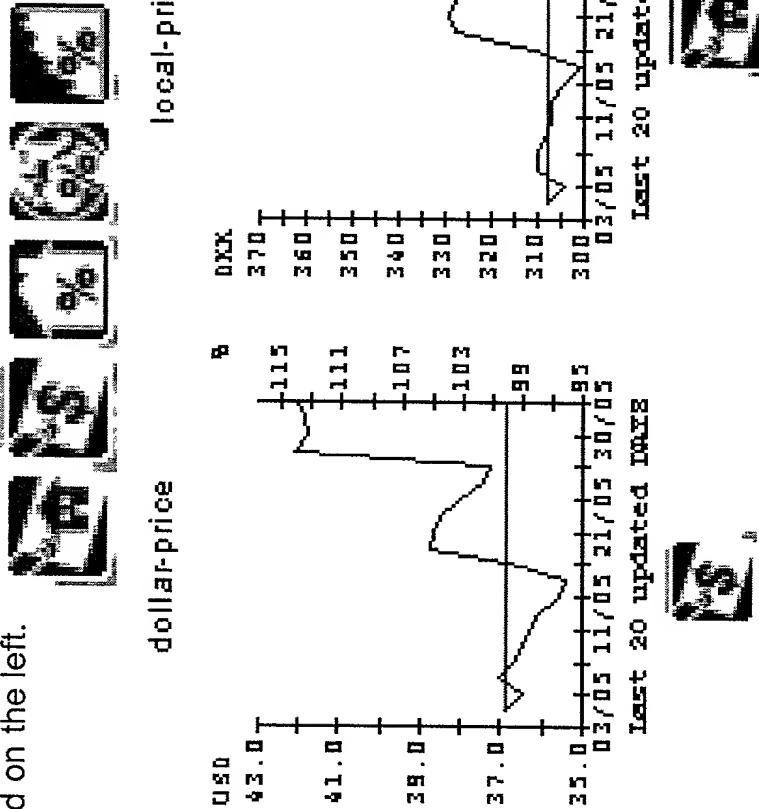 d on the left.
A S % % %
dollar-price
USD
43.0
41.0
39.0
37.0
35.0
%
115
111
107
103
99
95
03/05 11/05 21/05 30/05
Last 20 updated DAYS
S
local-pri
DKK
370
360
350
340
330
320
310
300
03/05 11/05 21/
Last 20 updat